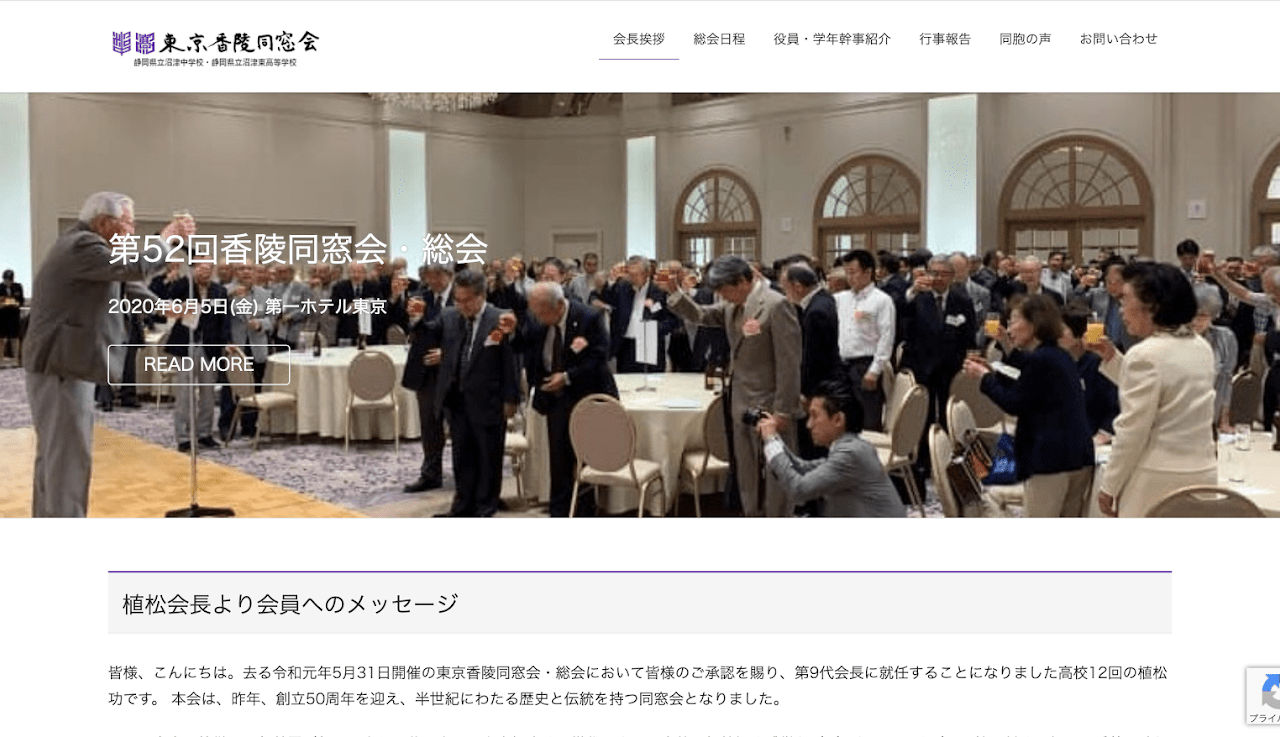 東京香陵同窓会
静岡県立沼津中学校・静岡県立沼津東高等学校
会長挨拶 総会日程 役員・学年幹事紹介 行事報告 同胞の声 お問い合わせ
第52回香陵同窓会・総会
2020年6月5日(金) 第一ホテル東京
READ MORE
植松会長より会員へのメッセージ
皆様、こんにちは。去る令和元年5月31日開催の東京香陵同窓会・総会において皆様のご承認を賜り、第9代会長に就任することになりました高校12回の植松
功です。 本会は、昨年、創立50周年を迎え、半世紀にわたる歴史と伝統を持つ同窓会となりました。